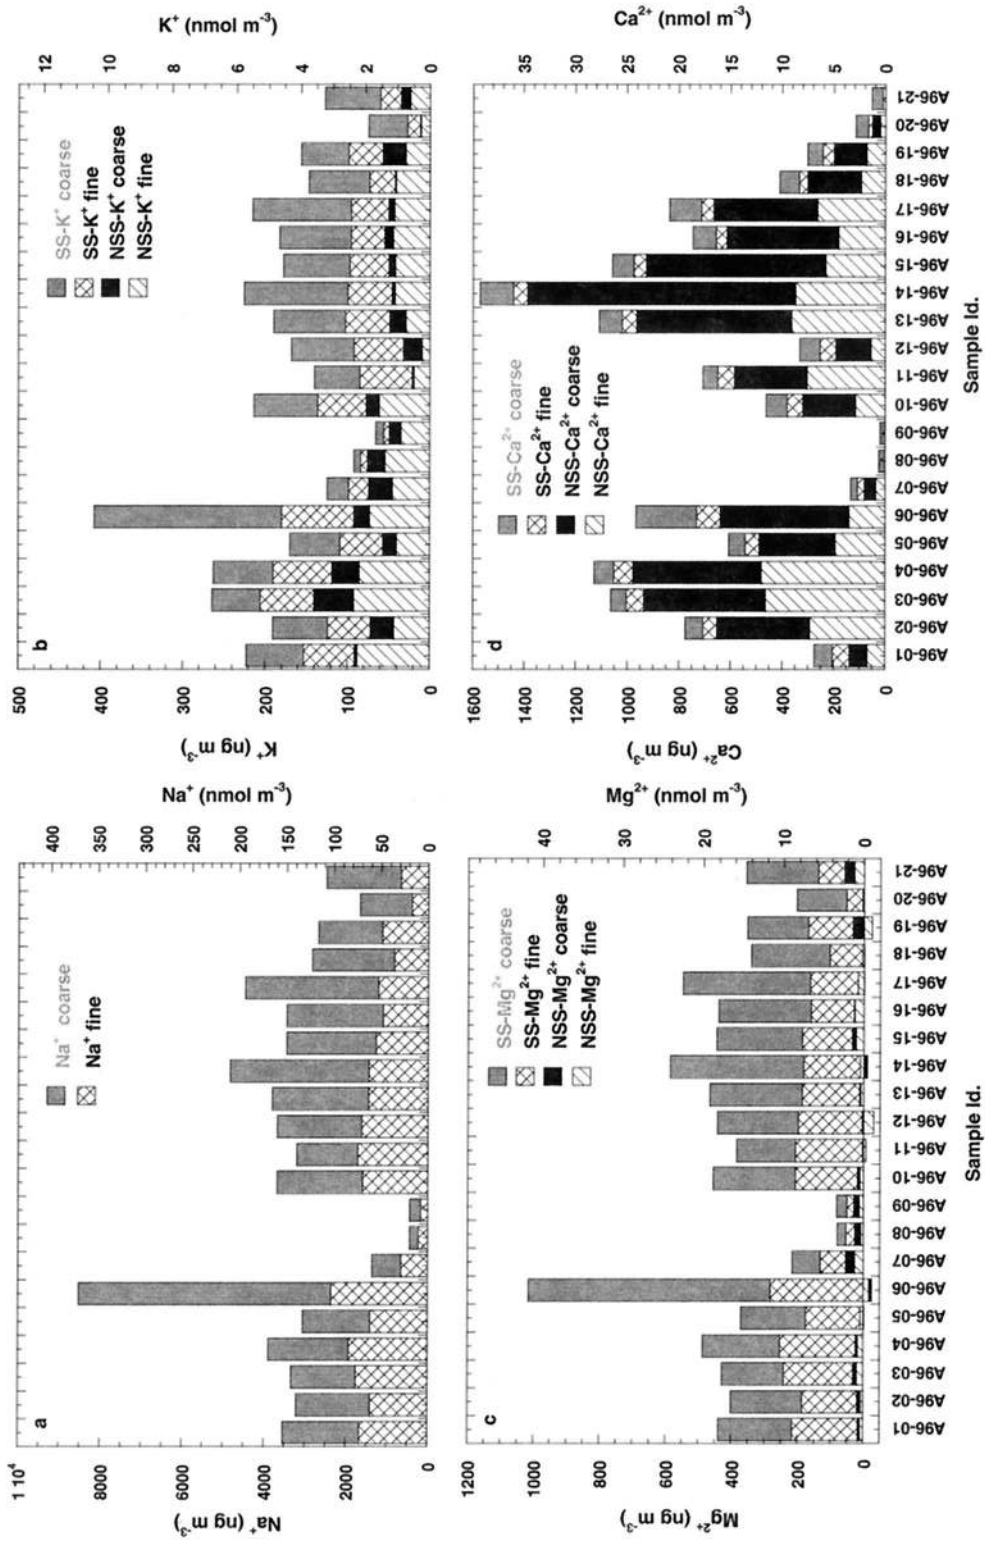 a
Na⁺ coarse
Na⁺ fine
Na⁺ (ng m⁻³)
1 10⁴
8000
6000
4000
2000
0
Na⁺ (nmol m⁻³)
400
350
300
250
200
150
100
50
0
b
SS-K⁺ coarse
SS-K⁺ fine
NSS-K⁺ coarse
NSS-K⁺ fine
K⁺ (ng m⁻³)
500
400
300
200
100
0
K⁺ (nmol m⁻³)
12
10
8
6
4
2
0
c
SS-Mg²⁺ coarse
SS-Mg²⁺ fine
NSS-Mg²⁺ coarse
NSS-Mg²⁺ fine
Mg²⁺ (ng m⁻³)
1200
1000
800
600
400
200
0
Mg²⁺ (nmol m⁻³)
40
30
20
10
0
A96-01
A96-02
A96-03
A96-04
A96-05
A96-06
A96-07
A96-08
A96-09
A96-10
A96-11
A96-12
A96-13
A96-14
A96-15
A96-16
A96-17
A96-18
A96-19
A96-20
A96-21
Sample Id.
d
SS-Ca²⁺ coarse
SS-Ca²⁺ fine
NSS-Ca²⁺ coarse
NSS-Ca²⁺ fine
Ca²⁺ (ng m⁻³)
1600
1400
1200
1000
800
600
400
200
0
Ca²⁺ (nmol m⁻³)
35
30
25
20
15
10
5
0
A96-01
A96-02
A96-03
A96-04
A96-05
A96-06
A96-07
A96-08
A96-09
A96-10
A96-11
A96-12
A96-13
A96-14
A96-15
A96-16
A96-17
A96-18
A96-19
A96-20
A96-21
Sample Id.